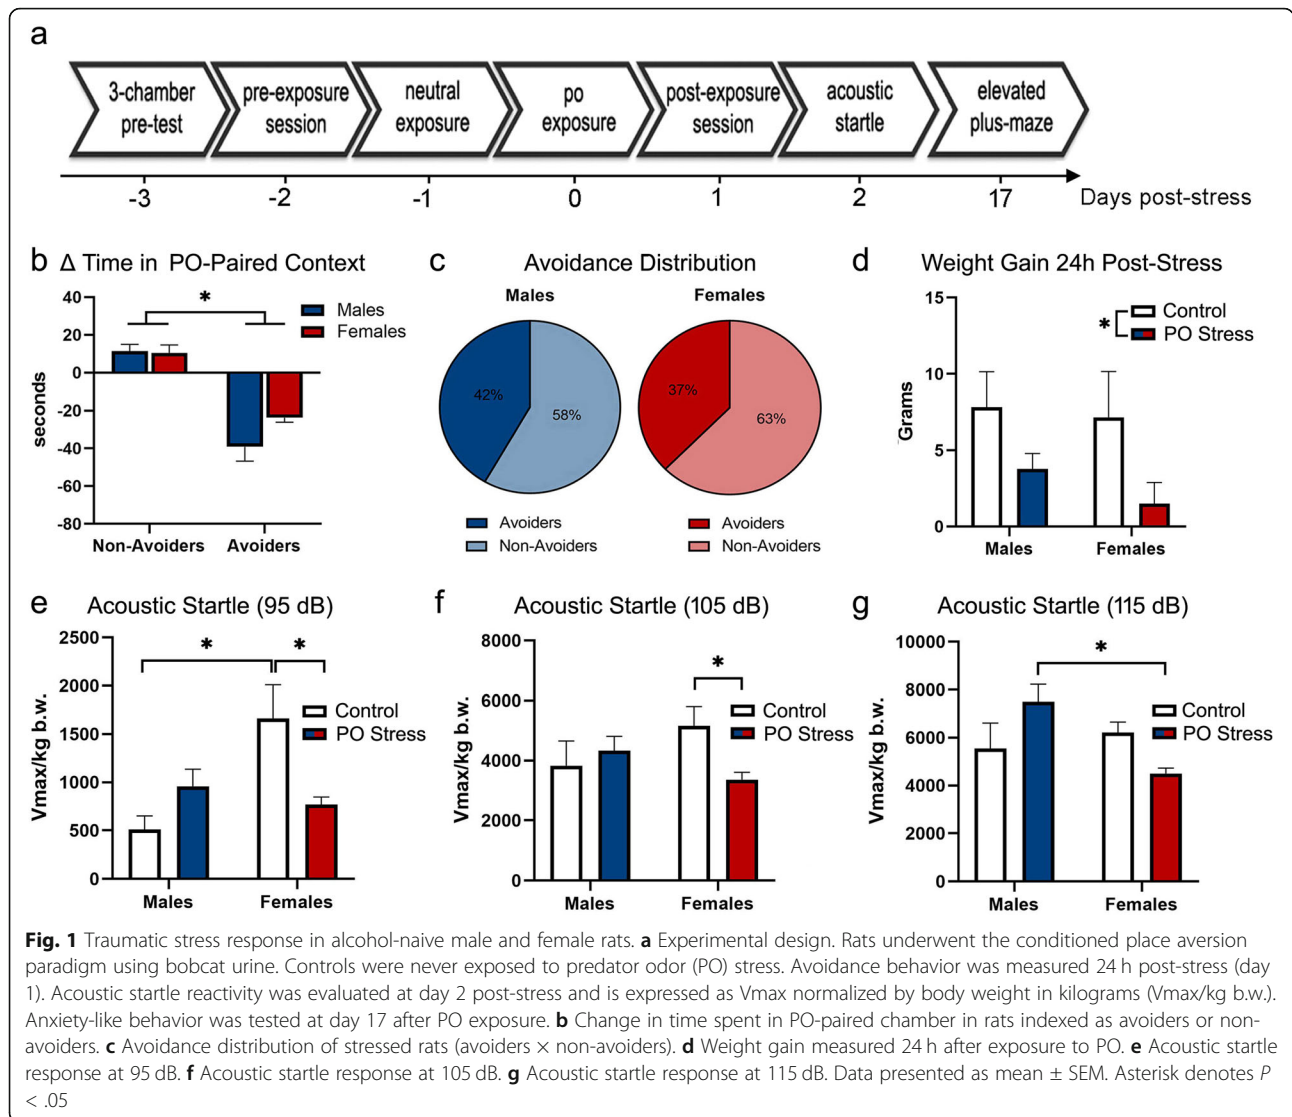 a
3-chamber
pre-test
pre-exposure
session
neutral
exposure
po
exposure
post-exposure
session
acoustic
startle
elevated
plus-maze
-3 -2 -1 0 1 2 17 Days post-stress
b Δ Time in PO-Paired Context
40
20
0
-20
-40
-60
-80
seconds
*
Males
Females
Non-Avoiders Avoiders
c Avoidance Distribution
Males Females
42% 58% 37% 63%
Avoiders
Non-Avoiders
Avoiders
Non-Avoiders
d Weight Gain 24h Post-Stress
15
10
5
0
Grams
* Control
PO Stress
Males Females
e Acoustic Startle (95 dB)
2500
2000
1500
1000
500
0
Vmax/kg b.w.
* *
Control
PO Stress
Males Females
f Acoustic Startle (105 dB)
8000
6000
4000
2000
0
Vmax/kg b.w.
*
Control
PO Stress
Males Females
g Acoustic Startle (115 dB)
10000
8000
6000
4000
2000
0
Vmax/kg b.w.
*
Control
PO Stress
Males Females
Fig. 1 Traumatic stress response in alcohol-naive male and female rats. a Experimental design. Rats underwent the conditioned place aversion
paradigm using bobcat urine. Controls were never exposed to predator odor (PO) stress. Avoidance behavior was measured 24 h post-stress (day
1). Acoustic startle reactivity was evaluated at day 2 post-stress and is expressed as Vmax normalized by body weight in kilograms (Vmax/kg b.w.).
Anxiety-like behavior was tested at day 17 after PO exposure. b Change in time spent in PO-paired chamber in rats indexed as avoiders or non-
avoiders. c Avoidance distribution of stressed rats (avoiders × non-avoiders). d Weight gain measured 24 h after exposure to PO. e Acoustic startle
response at 95 dB. f Acoustic startle response at 105 dB. g Acoustic startle response at 115 dB. Data presented as mean ± SEM. Asterisk denotes P
< .05